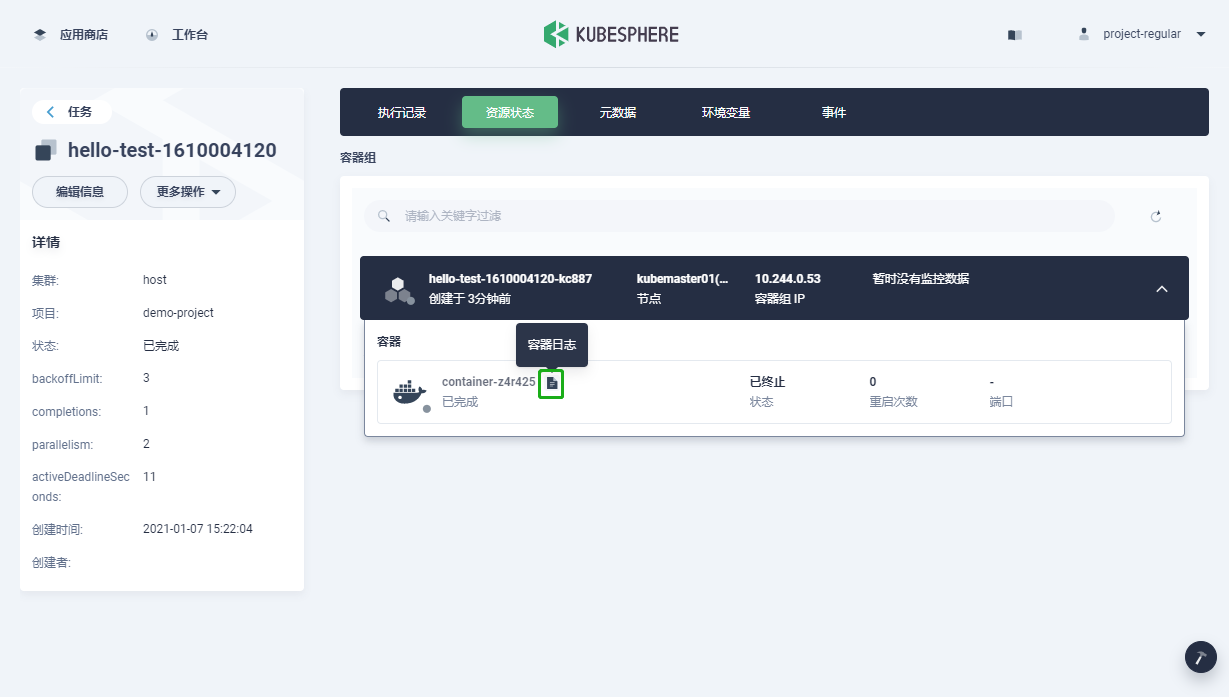 应用商店
工作台
KUBESPHERE
project-regular
任务
hello-test-1610004120
编辑信息
更多操作
详情
集群: host
项目: demo-project
状态: 已完成
backoffLimit: 3
completions: 1
parallelism: 2
activeDeadlineSec
onds: 11
创建时间: 2021-01-07 15:22:04
创建者:
执行记录
资源状态
元数据
环境变量
事件
容器组
请输入关键字过滤
hello-test-1610004120-kc887
创建于 3分钟前
kubemaster01(...
节点
10.244.0.53
容器组 IP
暂时没有监控数据
容器
容器日志
container-z4r425
已完成
已终止
状态
0
重启次数
-
端口